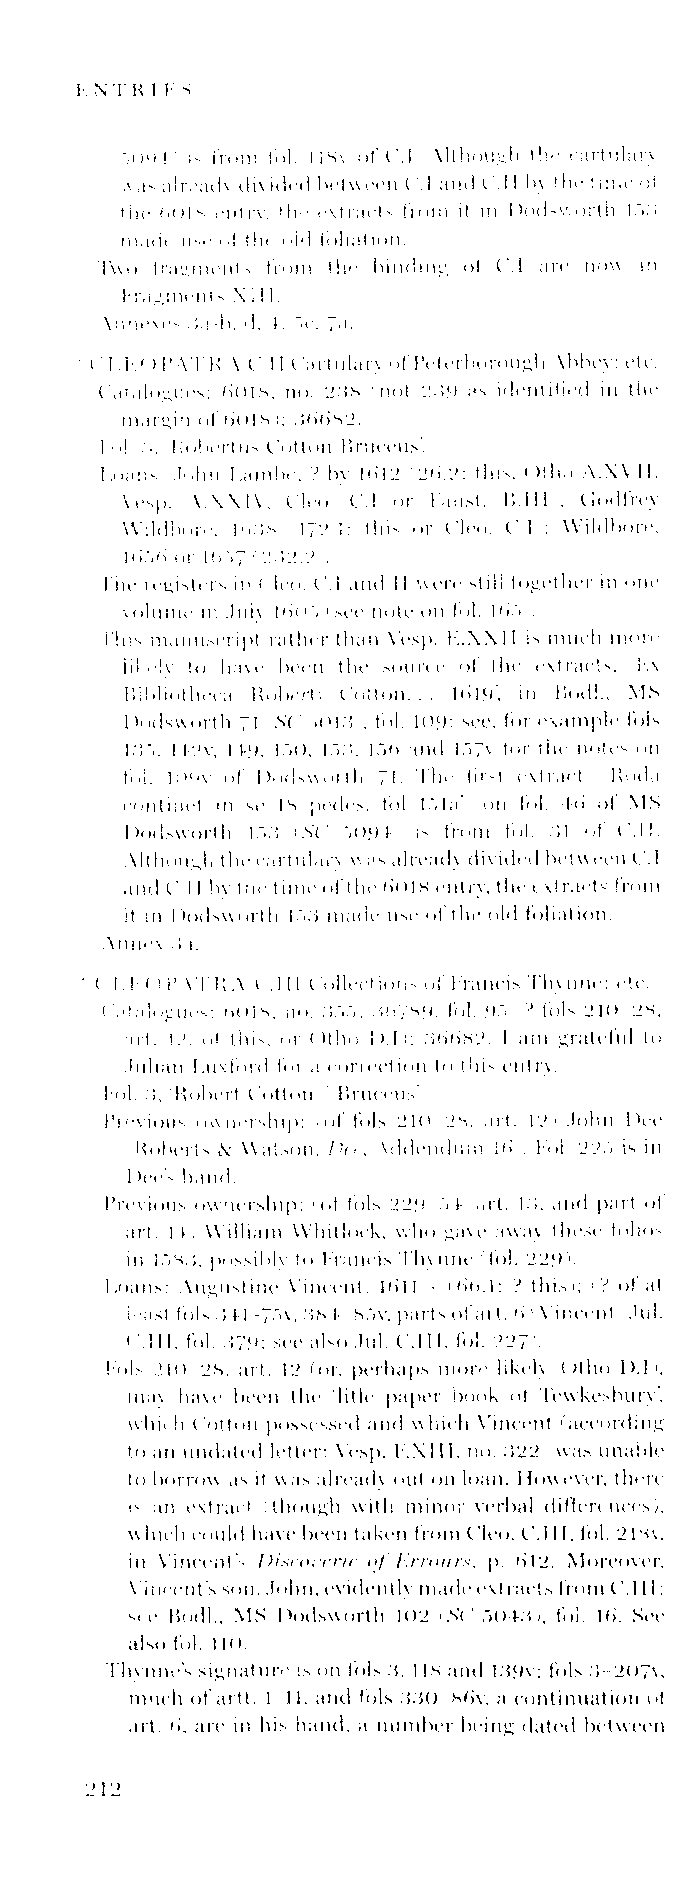 ENTRIES
5094) is from fol. 118v of C.I. Although the cartulary
was already divided between C.I and C.II by the time of
the 6018 entry, the extracts from it in Dodsworth 153
made use of the old foliation.
Two fragments from the binding of C.I are now in
Fragments XIII.
Annexes 3a-b, d, 4, 5c, 7a.
* CLEOPATRA C.II Cartulary of Peterborough Abbey; etc.
Catalogues: 6018, no. 238 (not 239 as identified in the
margin of 6018); 36682.
Fol. 5, 'Robertus Cotton Bruceus'.
Loans: John Lambe, ? by 1612 (26.2: this, Otho A.XVII,
Vesp. A.XXIV, Cleo. C.I or Faust. B.III); Godfrey
Wildbore, 1638 (172.1: this or Cleo. C.I); Wildbore,
1656 or 1657 (232.2).
The registers in Cleo. C.I and II were still together in one
volume in July 1605 (see note on fol. 165).
This manuscript rather than Vesp. E.XXII is much more
likely to have been the source of the extracts, 'Ex
Bibliotheca Roberti Cotton... 1619', in Bodl., MS
Dodsworth 71 (SC 5013), fol. 109: see, for example fols
135, 142v, 149, 150, 153, 156 and 157v for the notes on
fol. 109v of Dodsworth 71. The first extract ('Roda
continet in se 18 pedes, fol 151a') on fol. 46 of MS
Dodsworth 153 (SC 5094) is from fol. 31 of C.II.
Although the cartulary was already divided between C.I
and C.II by the time of the 6018 entry, the extracts from
it in Dodsworth 153 made use of the old foliation.
Annex 3a.
* CLEOPATRA C.III Collections of Francis Thynne; etc.
Catalogues: 6018, no. 355; 36789, fol. 95 (? fols 210–28,
art. 12, of this, or Otho D.I); 36682. I am grateful to
Julian Luxford for a correction to this entry.
Fol. 3, 'Robert Cotton Bruceus'.
Previous ownership: (of fols 210–28, art. 12) John Dee
(Roberts & Watson, Dee, Addendum 16). Fol. 225 is in
Dee's hand.
Previous ownership: (of fols 229–54, art. 13, and part of
art. 14) William Whitlock, who gave away these folios
in 1583, possibly to Francis Thynne (fol. 229).
Loans: Augustine Vincent, 1611 (66.1: ? this); (? of at
least fols 341–75v, 384–85v, parts of art. 6) Vincent (Jul.
C.III, fol. 379; see also Jul. C.III, fol. 227).
Fols 210–28, art. 12 (or, perhaps more likely, Otho D.I),
may have been the 'litle paper book of Tewkesbury',
which Cotton possessed and which Vincent (according
to an undated letter: Vesp. F.XIII, no. 322) was unable
to borrow as it was already out on loan. However, there
is an extract (though with minor verbal differences),
which could have been taken from Cleo. C.III, fol. 218v,
in Vincent's Discoverie of Errours, p. 612. Moreover,
Vincent's son, John, evidently made extracts from C.III:
see Bodl., MS Dodsworth 102 (SC 5043), fol. 16. See
also fol. 110.
Thynne's signature is on fols 3, 118 and 139v; fols 3–207v,
much of artt. 1–11, and fols 330–86v, a continuation of
art. 6, are in his hand, a number being dated between
212